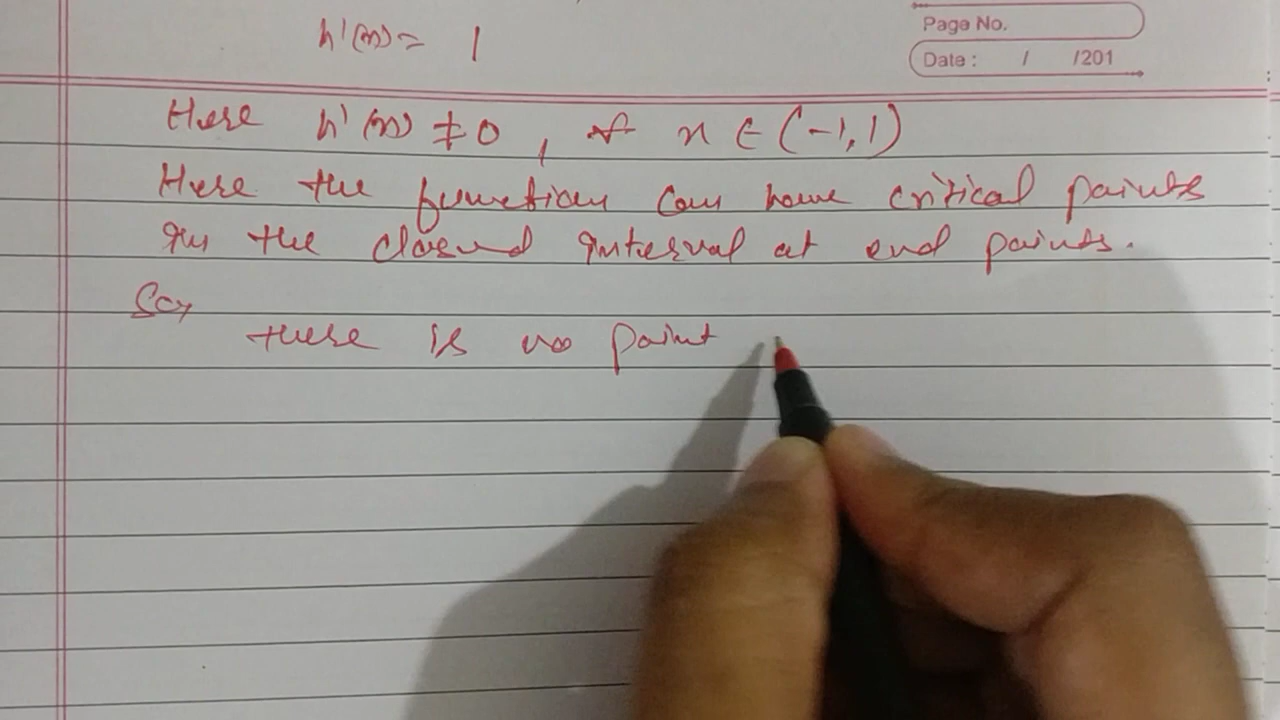 h'(x) = 1
Page No.
Date : / /201
Here h'(x) ≠ 0, ∀ x ∈ (-1, 1)
Here the function can have critical points
in the closed interval at end points.
So,
there is no point